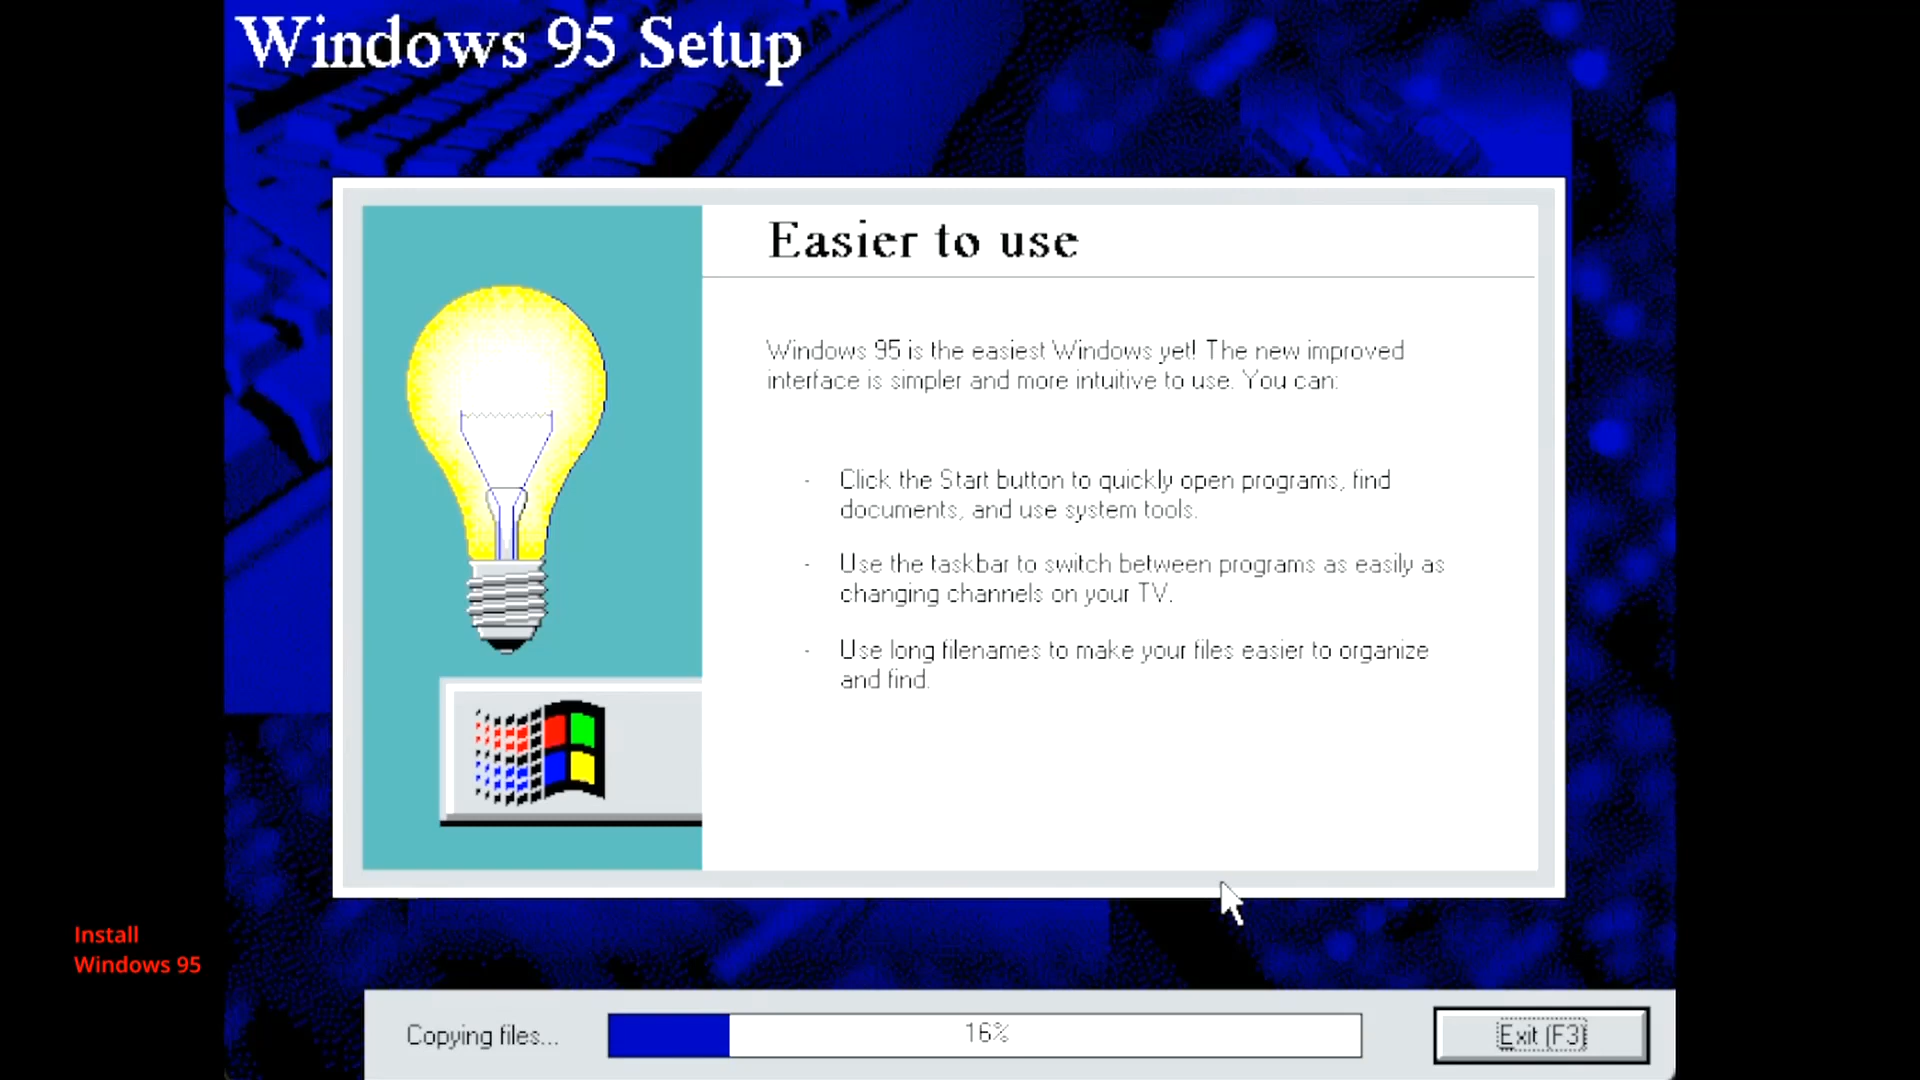 Windows 95 Setup
Easier to use
Windows 95 is the easiest Windows yet! The new improved
interface is simpler and more intuitive to use. You can:
- Click the Start button to quickly open programs, find
documents, and use system tools.
- Use the taskbar to switch between programs as easily as
changing channels on your TV.
- Use long filenames to make your files easier to organize
and find.
Install
Windows 95
Copying files... 16% Exit (F3)